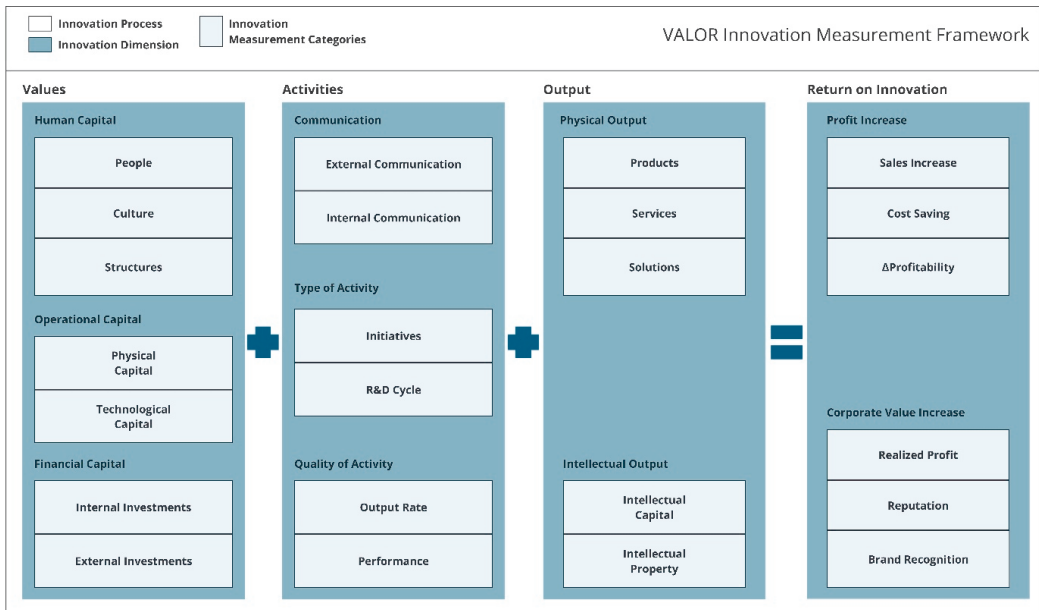 Innovation Process
Innovation Dimension
Innovation
Measurement Categories
VALOR Innovation Measurement Framework
Values
Human Capital
People
Culture
Structures
Operational Capital
Physical
Capital
Technological
Capital
Financial Capital
Internal Investments
External Investments
Activities
Communication
External Communication
Internal Communication
Type of Activity
Initiatives
R&D Cycle
Quality of Activity
Output Rate
Performance
Output
Physical Output
Products
Services
Solutions
Intellectual Output
Intellectual
Capital
Intellectual
Property
Return on Innovation
Profit Increase
Sales Increase
Cost Saving
ΔProfitability
Corporate Value Increase
Realized Profit
Reputation
Brand Recognition